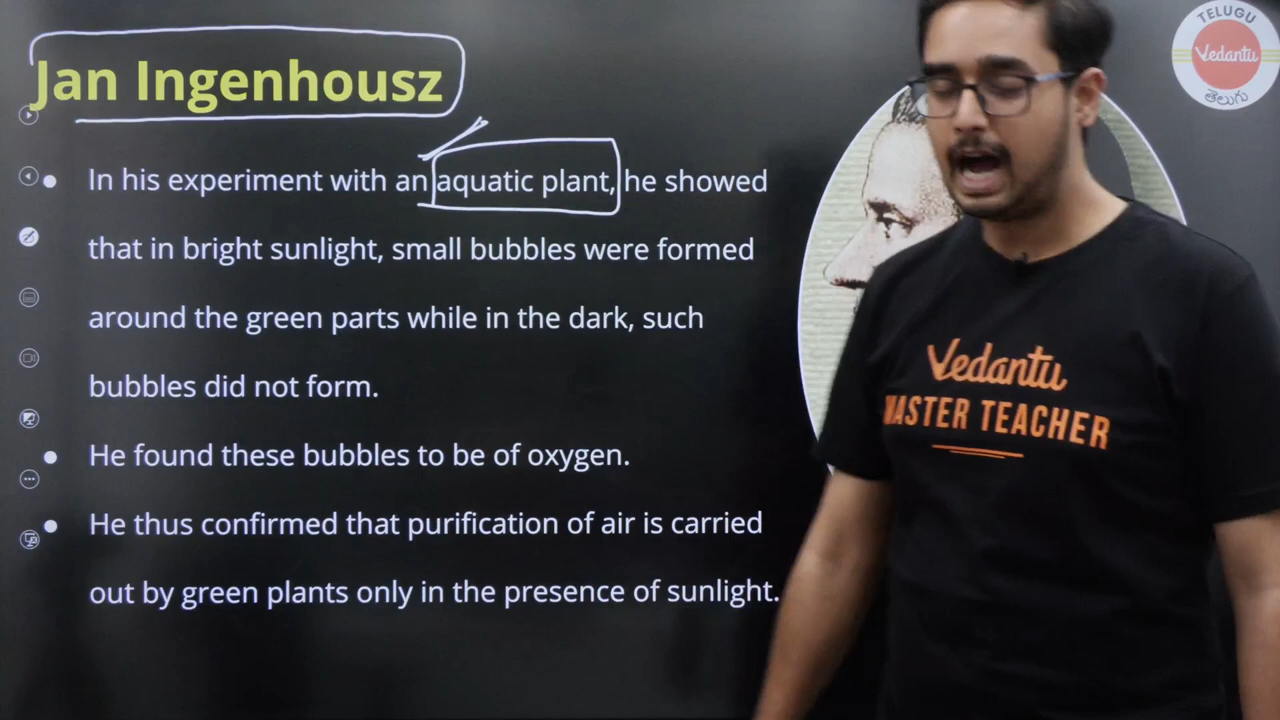 TELUGU
Vedantu
తెలుగు
Jan Ingenhousz
In his experiment with an aquatic plant, he showed
that in bright sunlight, small bubbles were formed
around the green parts while in the dark, such
bubbles did not form.
He found these bubbles to be of oxygen.
He thus confirmed that purification of air is carried
out by green plants only in the presence of sunlight.
Vedantu
MASTER TEACHER